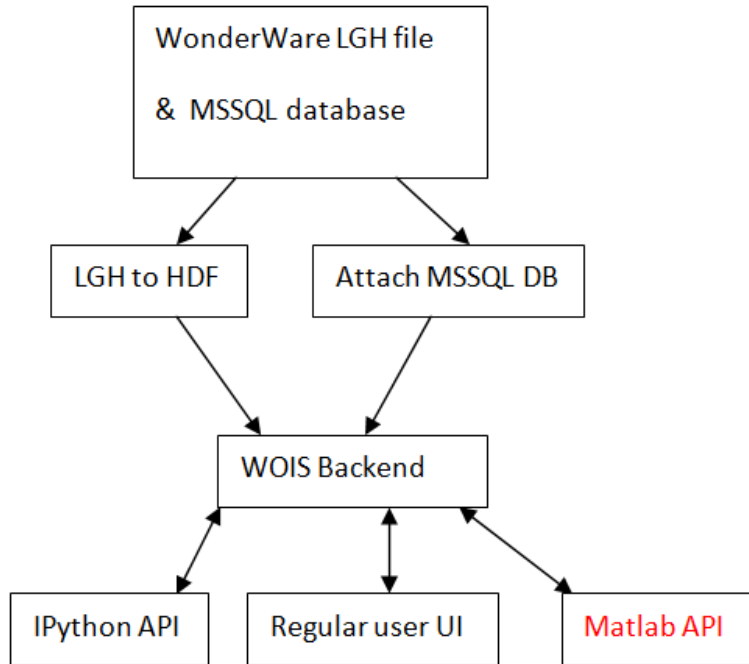 WonderWare LGH file
& MSSQL database
LGH to HDF
Attach MSSQL DB
WOIS Backend
IPython API
Regular user UI
Matlab API